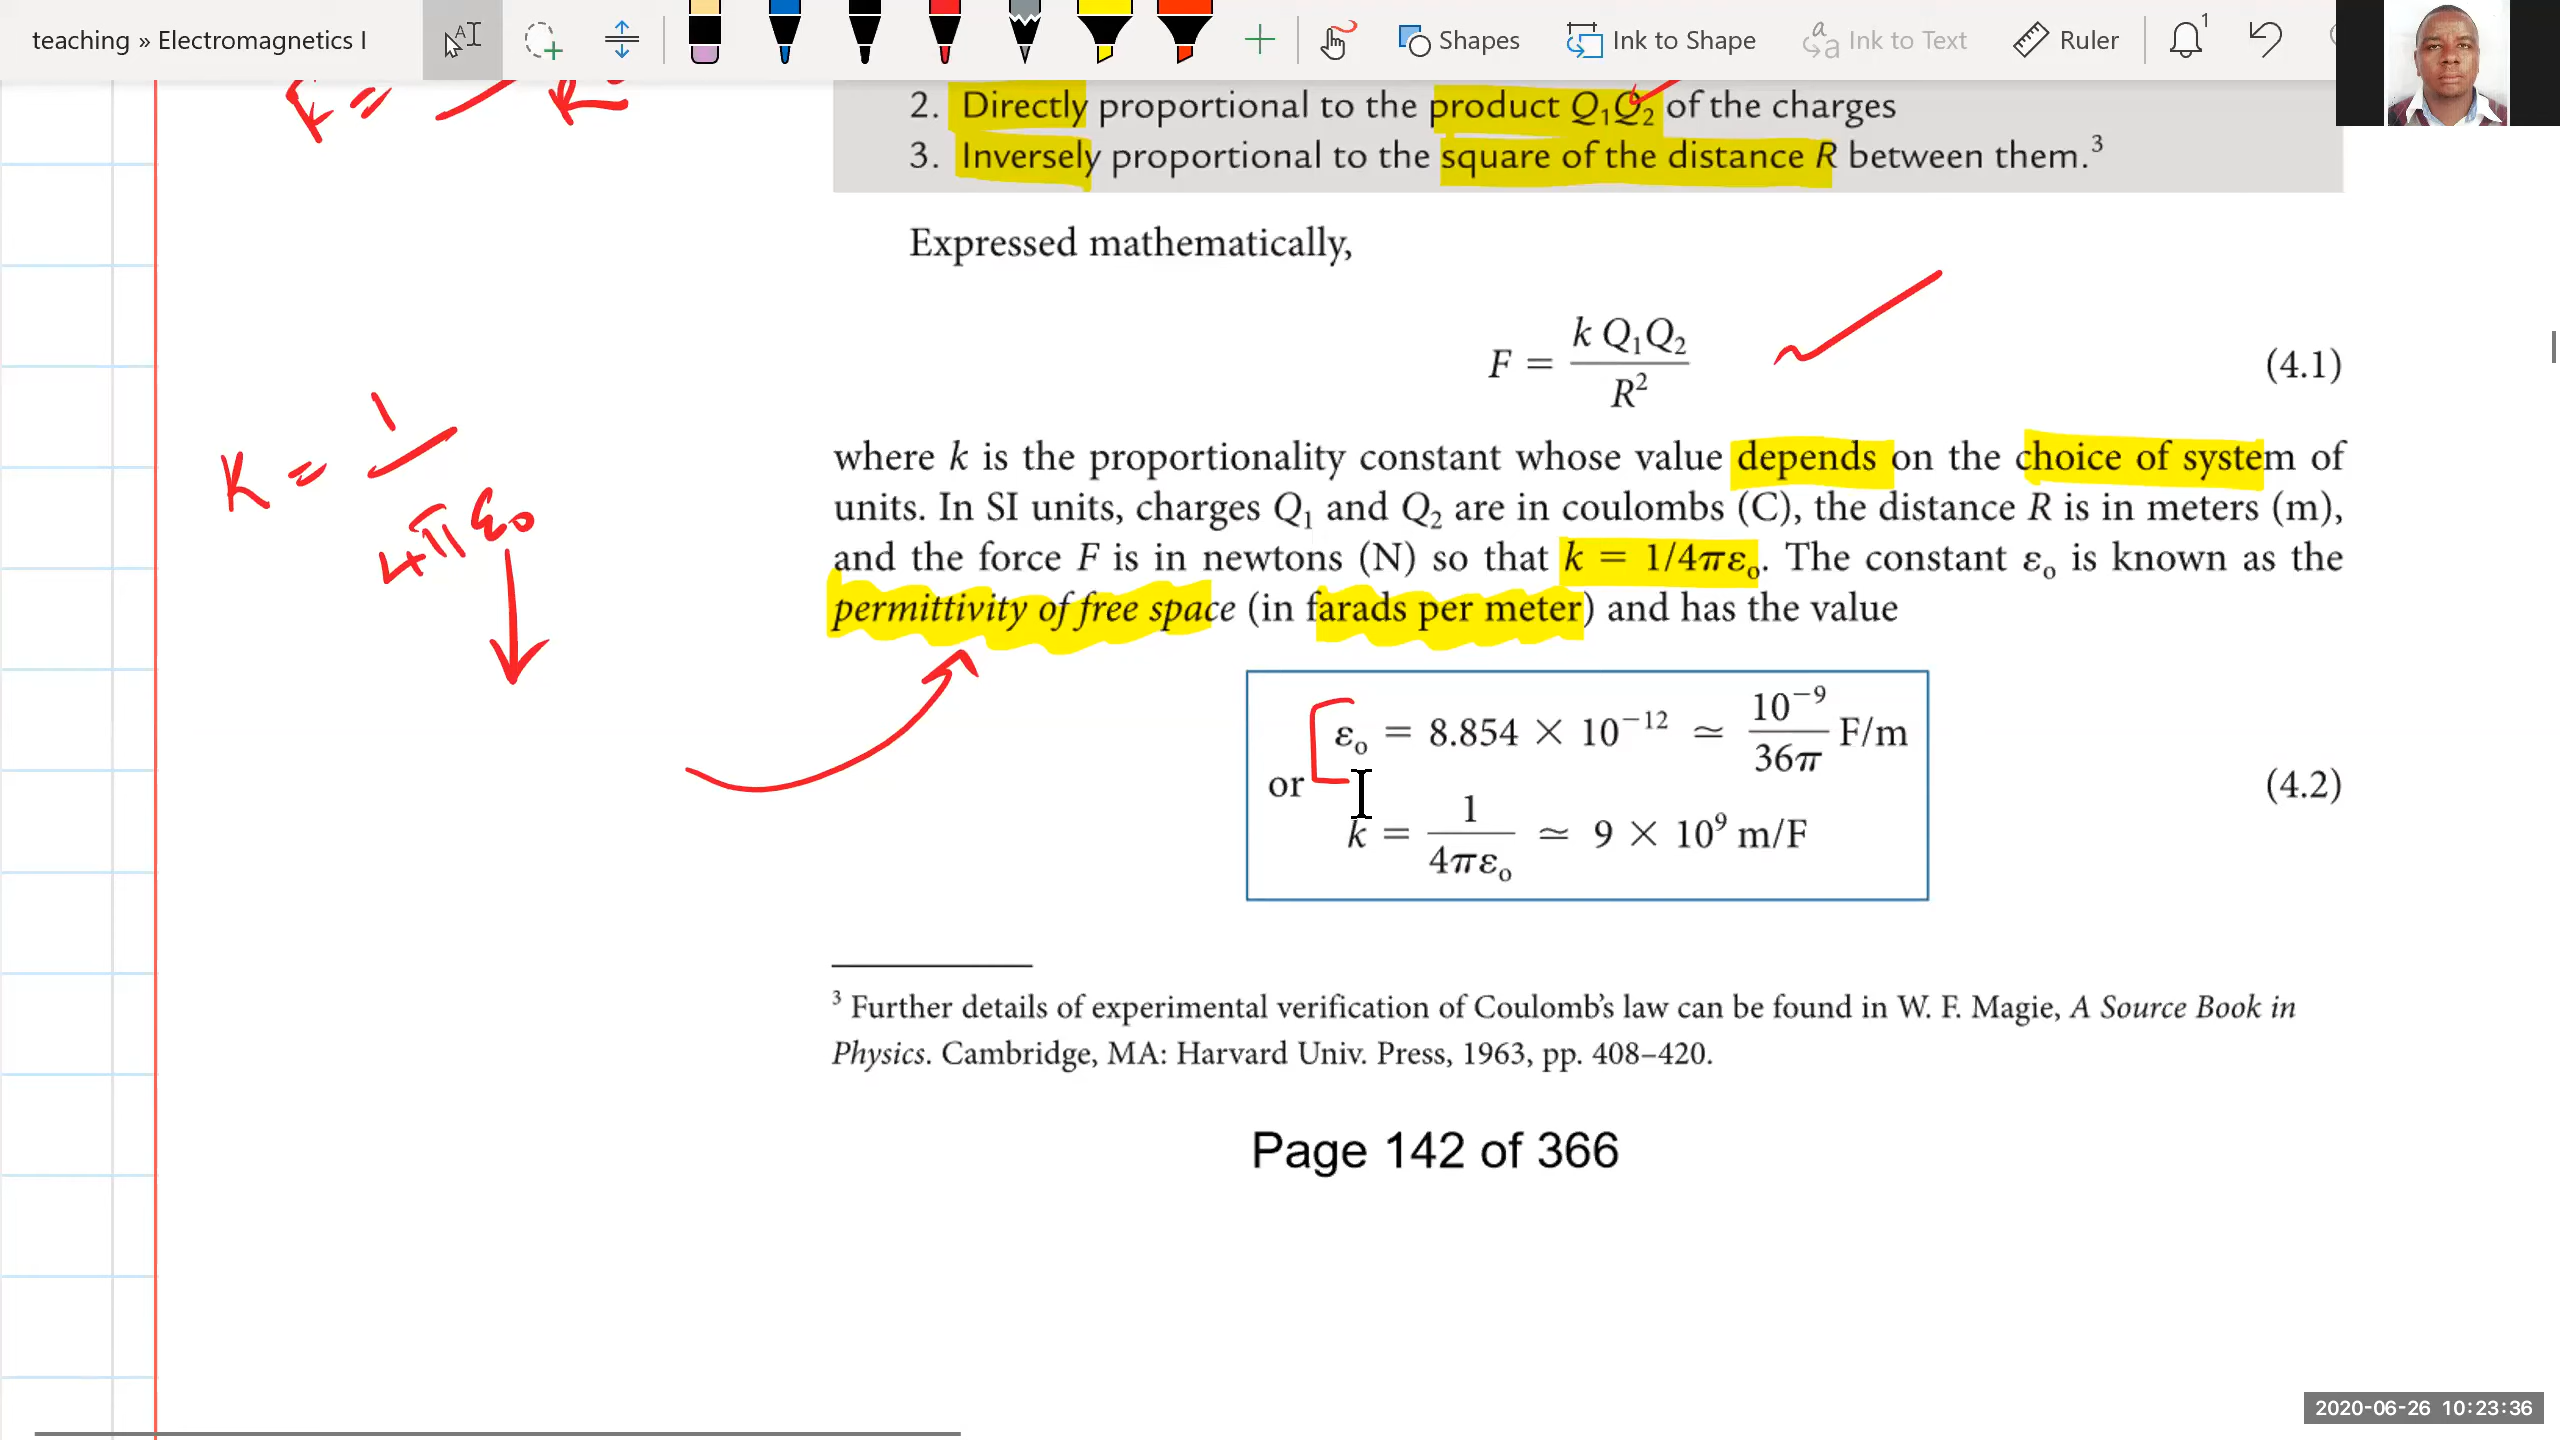 teaching » Electromagnetics I
Shapes
Ink to Shape
Ink to Text
Ruler
1
2. Directly proportional to the product Q₁Q₂ of the charges
3. Inversely proportional to the square of the distance R between them.³
Expressed mathematically,
F = k Q₁Q₂ / R² (4.1)
K = 1 / 4πε₀
where k is the proportionality constant whose value depends on the choice of system of
units. In SI units, charges Q₁ and Q₂ are in coulombs (C), the distance R is in meters (m),
and the force F is in newtons (N) so that k = 1/4πεₒ. The constant εₒ is known as the
permittivity of free space (in farads per meter) and has the value
εₒ = 8.854 × 10⁻¹² ≃ 10⁻⁹ / 36π F/m
or (4.2)
k = 1 / 4πεₒ ≃ 9 × 10⁹ m/F
³ Further details of experimental verification of Coulomb's law can be found in W. F. Magie, A Source Book in
Physics. Cambridge, MA: Harvard Univ. Press, 1963, pp. 408–420.
Page 142 of 366
2020-06-26 10:23:36